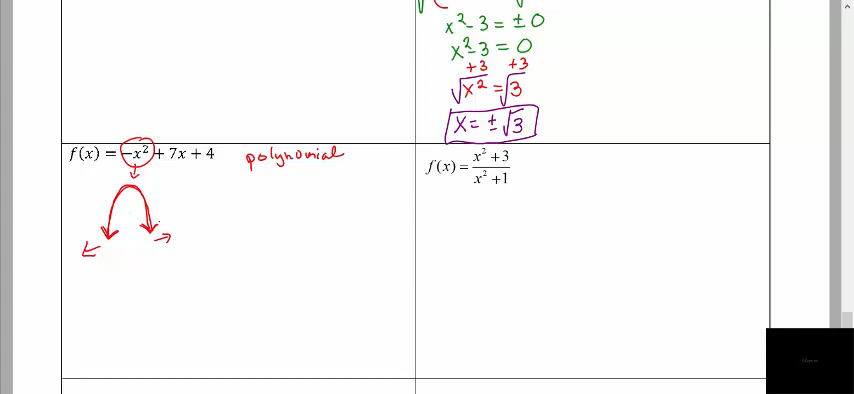 x² - 3 = ± 0
x² - 3 = 0
+3 +3
√x² = √3
x = ± √3
f(x) = -x² + 7x + 4 polynomial
f(x) = (x² + 3)/(x² + 1)